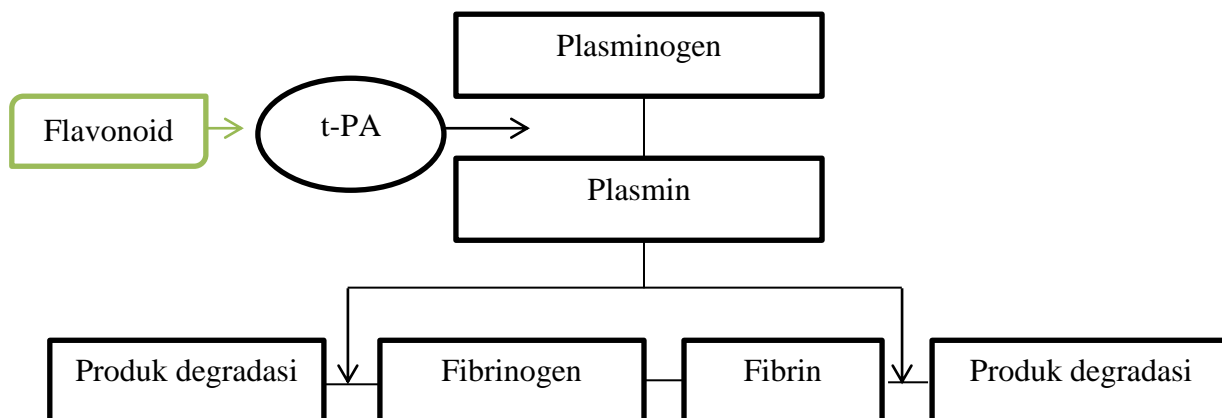 Plasminogen
Flavonoid
t-PA
Plasmin
Produk degradasi
Fibrinogen
Fibrin
Produk degradasi